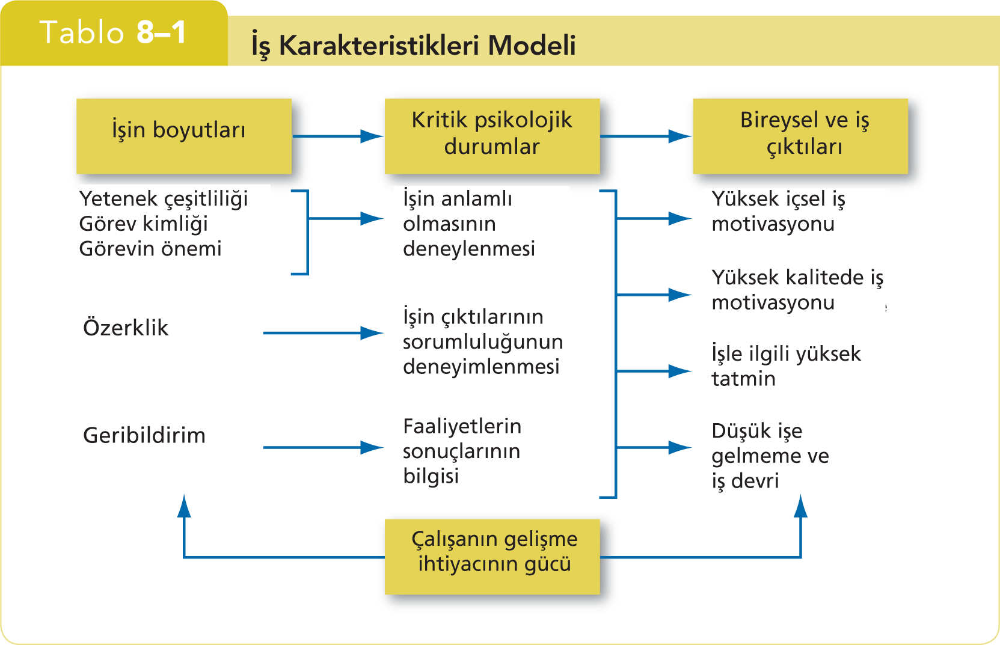 Tablo 8–1
İş Karakteristikleri Modeli
İşin boyutları
Kritik psikolojik
durumlar
Bireysel ve iş
çıktıları
Yetenek çeşitliliği
Görev kimliği
Görevin önemi
İşin anlamlı
olmasının
deneylenmesi
Yüksek içsel iş
motivasyonu
Yüksek kalitede iş
motivasyonu
Özerklik
İşin çıktılarının
sorumluluğunun
deneyimlenmesi
İşle ilgili yüksek
tatmin
Geribildirim
Faaliyetlerin
sonuçlarının
bilgisi
Düşük işe
gelmeme ve
iş devri
Çalışanın gelişme
ihtiyacının gücü